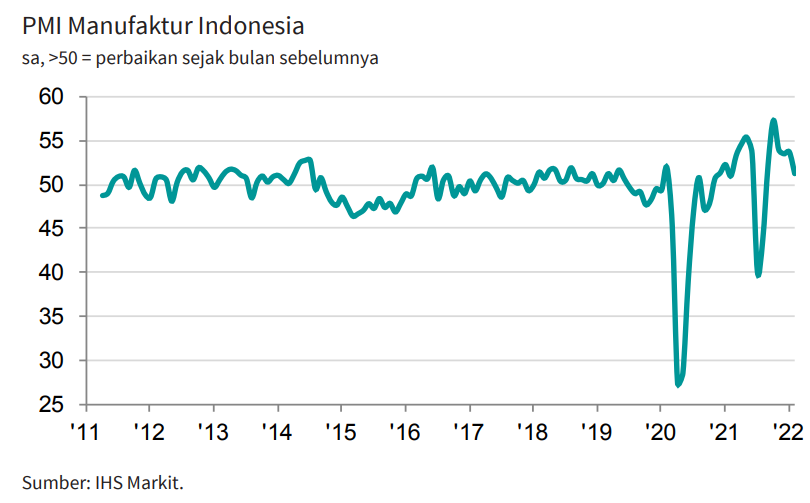 PMI Manufaktur Indonesia
sa, >50 = perbaikan sejak bulan sebelumnya
60
55
50
45
40
35
30
25
'11 '12 '13 '14 '15 '16 '17 '18 '19 '20 '21 '22
Sumber: IHS Markit.